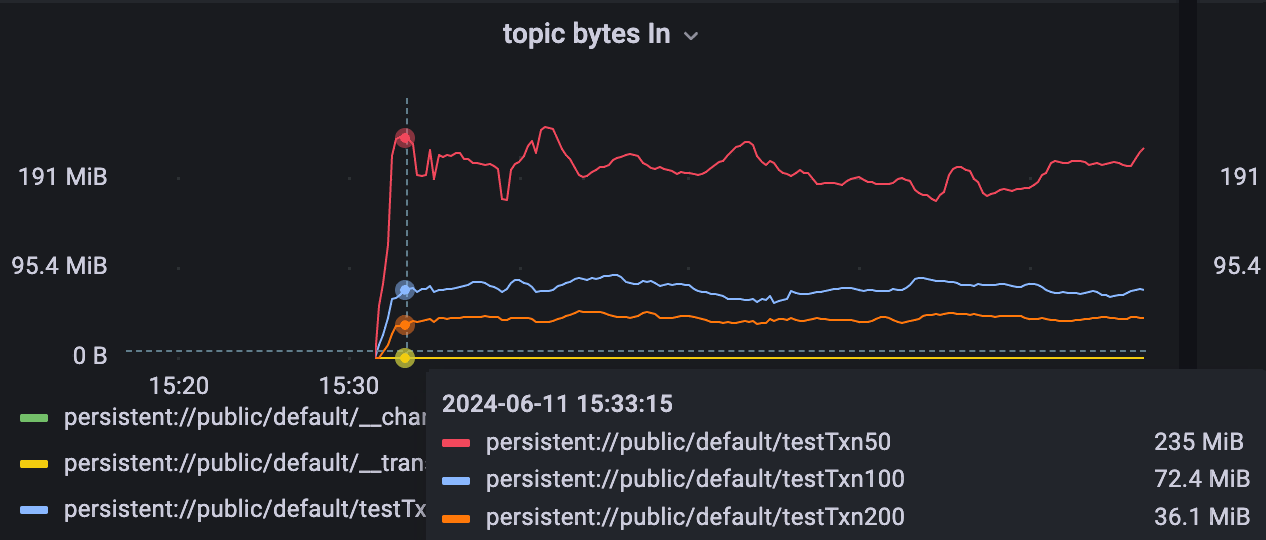 topic bytes In
191 MiB
191
95.4 MiB
95.4
0 B
15:20 15:30
persistent://public/default/__chan
persistent://public/default/__trans
persistent://public/default/testTx
2024-06-11 15:33:15
persistent://public/default/testTxn50 235 MiB
persistent://public/default/testTxn100 72.4 MiB
persistent://public/default/testTxn200 36.1 MiB